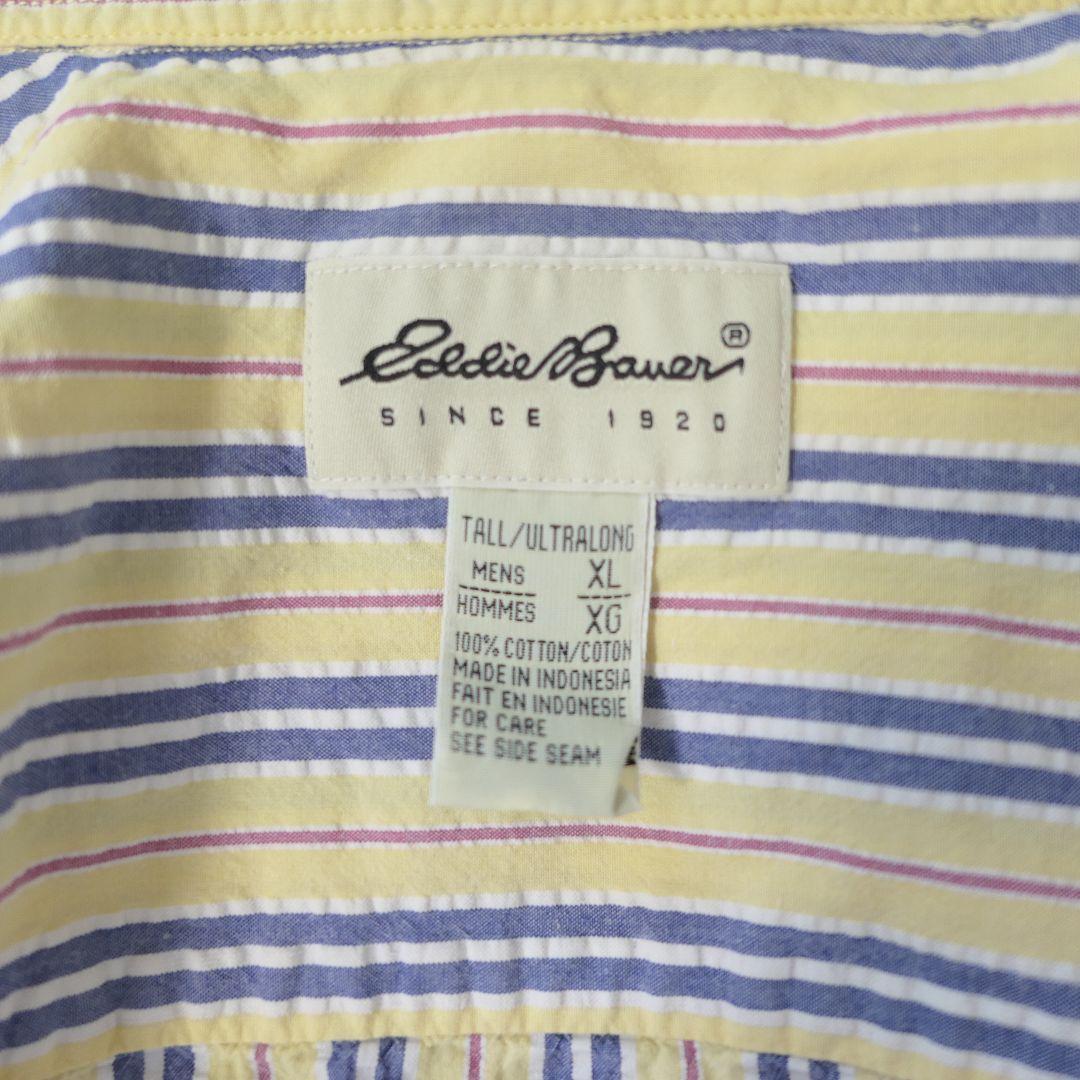 Eddie Bauer ®
SINCE 1920
TALL/ULTRALONG
MENS XL
HOMMES XG
100% COTTON/COTON
MADE IN INDONESIA
FAIT EN INDONESIE
FOR CARE
SEE SIDE SEAM